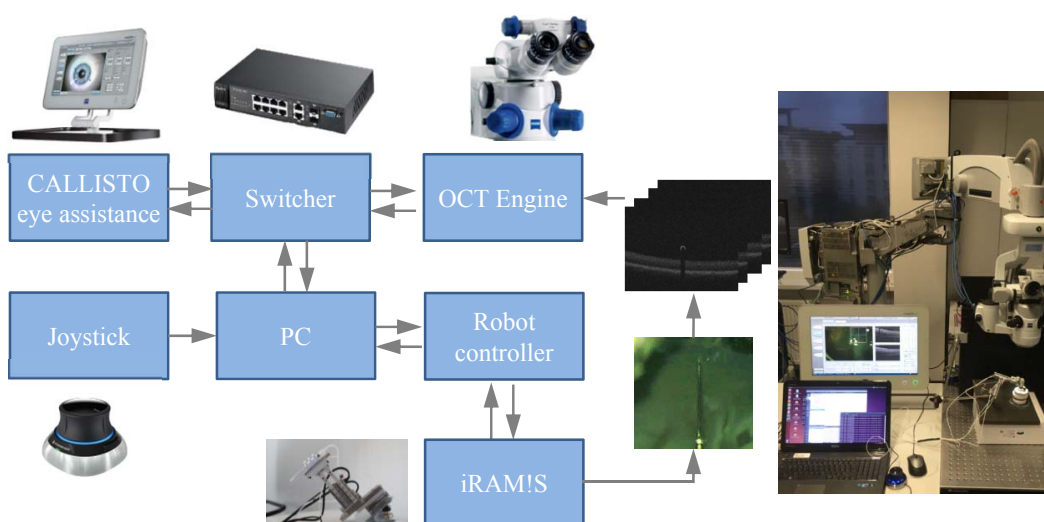 CALLISTO
eye assistance
Switcher
OCT Engine
Joystick
PC
Robot
controller
iRAM!S